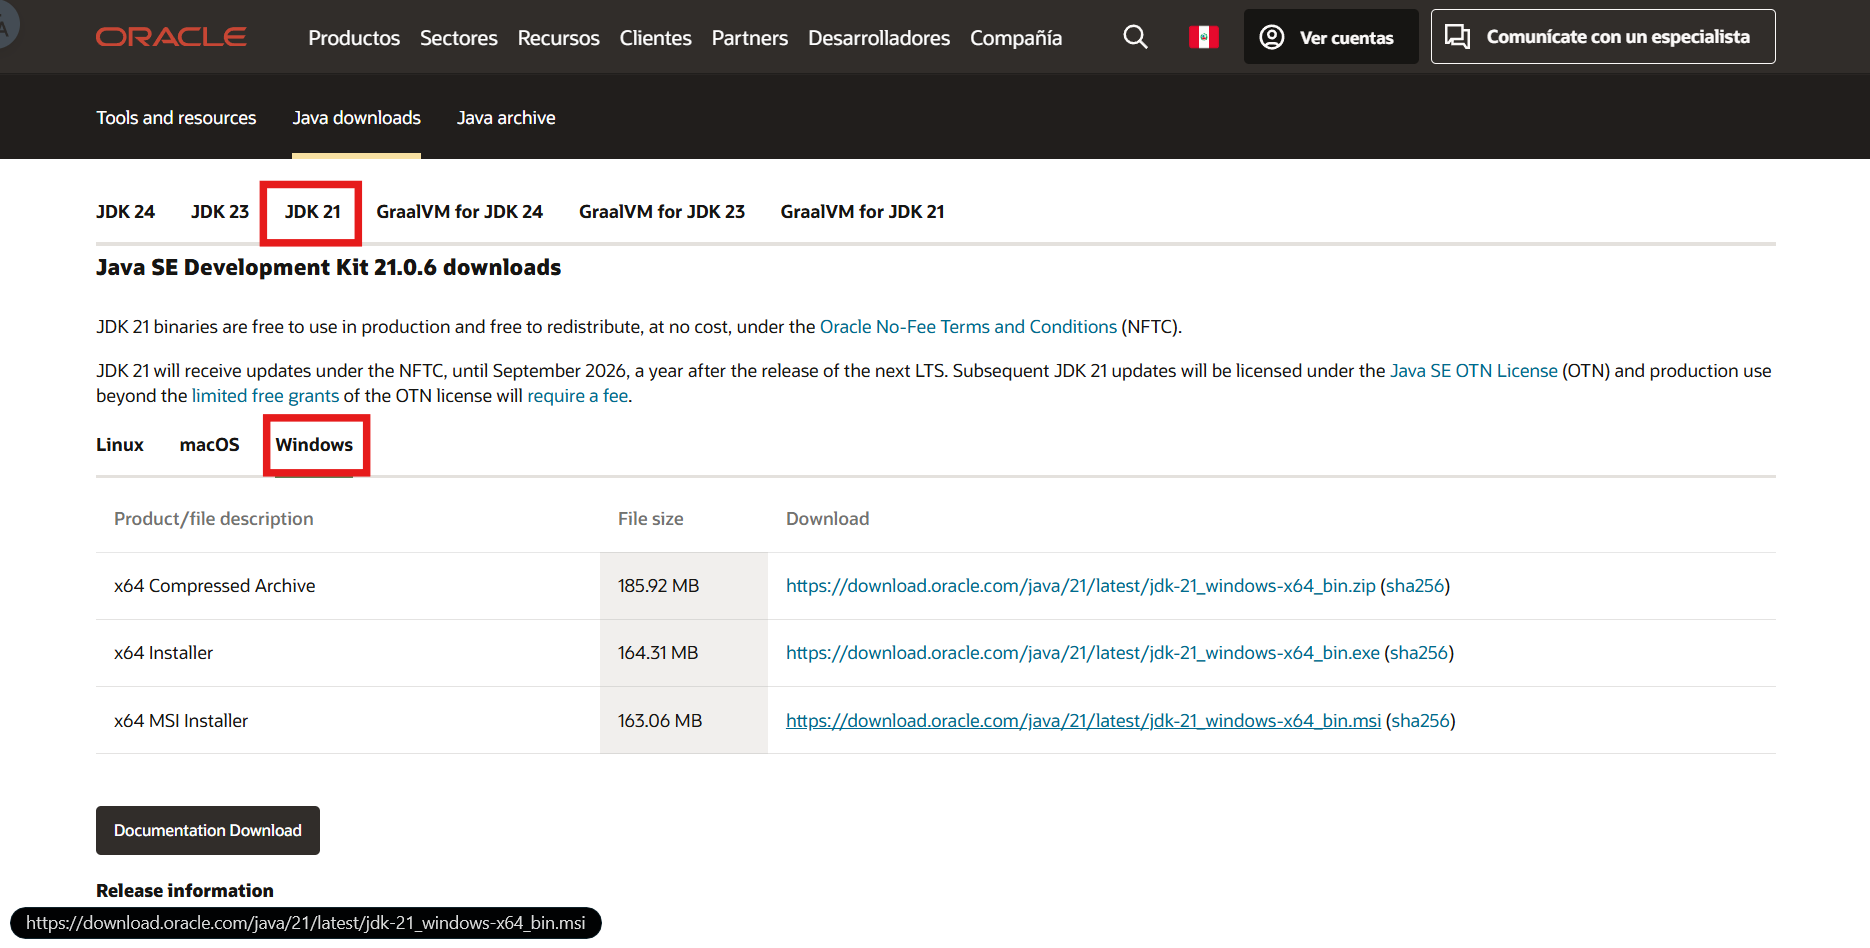 ORACLE Productos Sectores Recursos Clientes Partners Desarrolladores Compañía Ver cuentas Comunícate con un especialista
Tools and resources Java downloads Java archive
JDK 24 JDK 23 JDK 21 GraalVM for JDK 24 GraalVM for JDK 23 GraalVM for JDK 21
Java SE Development Kit 21.0.6 downloads
JDK 21 binaries are free to use in production and free to redistribute, at no cost, under the Oracle No-Fee Terms and Conditions (NFTC).
JDK 21 will receive updates under the NFTC, until September 2026, a year after the release of the next LTS. Subsequent JDK 21 updates will be licensed under the Java SE OTN License (OTN) and production use
beyond the limited free grants of the OTN license will require a fee.
Linux macOS Windows
Product/file description File size Download
x64 Compressed Archive 185.92 MB https://download.oracle.com/java/21/latest/jdk-21_windows-x64_bin.zip (sha256)
x64 Installer 164.31 MB https://download.oracle.com/java/21/latest/jdk-21_windows-x64_bin.exe (sha256)
x64 MSI Installer 163.06 MB https://download.oracle.com/java/21/latest/jdk-21_windows-x64_bin.msi (sha256)
Documentation Download
Release information
https://download.oracle.com/java/21/latest/jdk-21_windows-x64_bin.msi